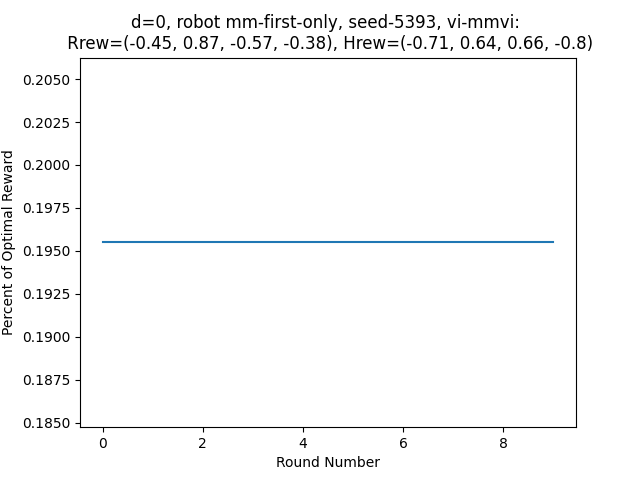 d=0, robot mm-first-only, seed-5393, vi-mmvi:
Rrew=(-0.45, 0.87, -0.57, -0.38), Hrew=(-0.71, 0.64, 0.66, -0.8)
Percent of Optimal Reward
0.2050
0.2025
0.2000
0.1975
0.1950
0.1925
0.1900
0.1875
0.1850
0 2 4 6 8
Round Number